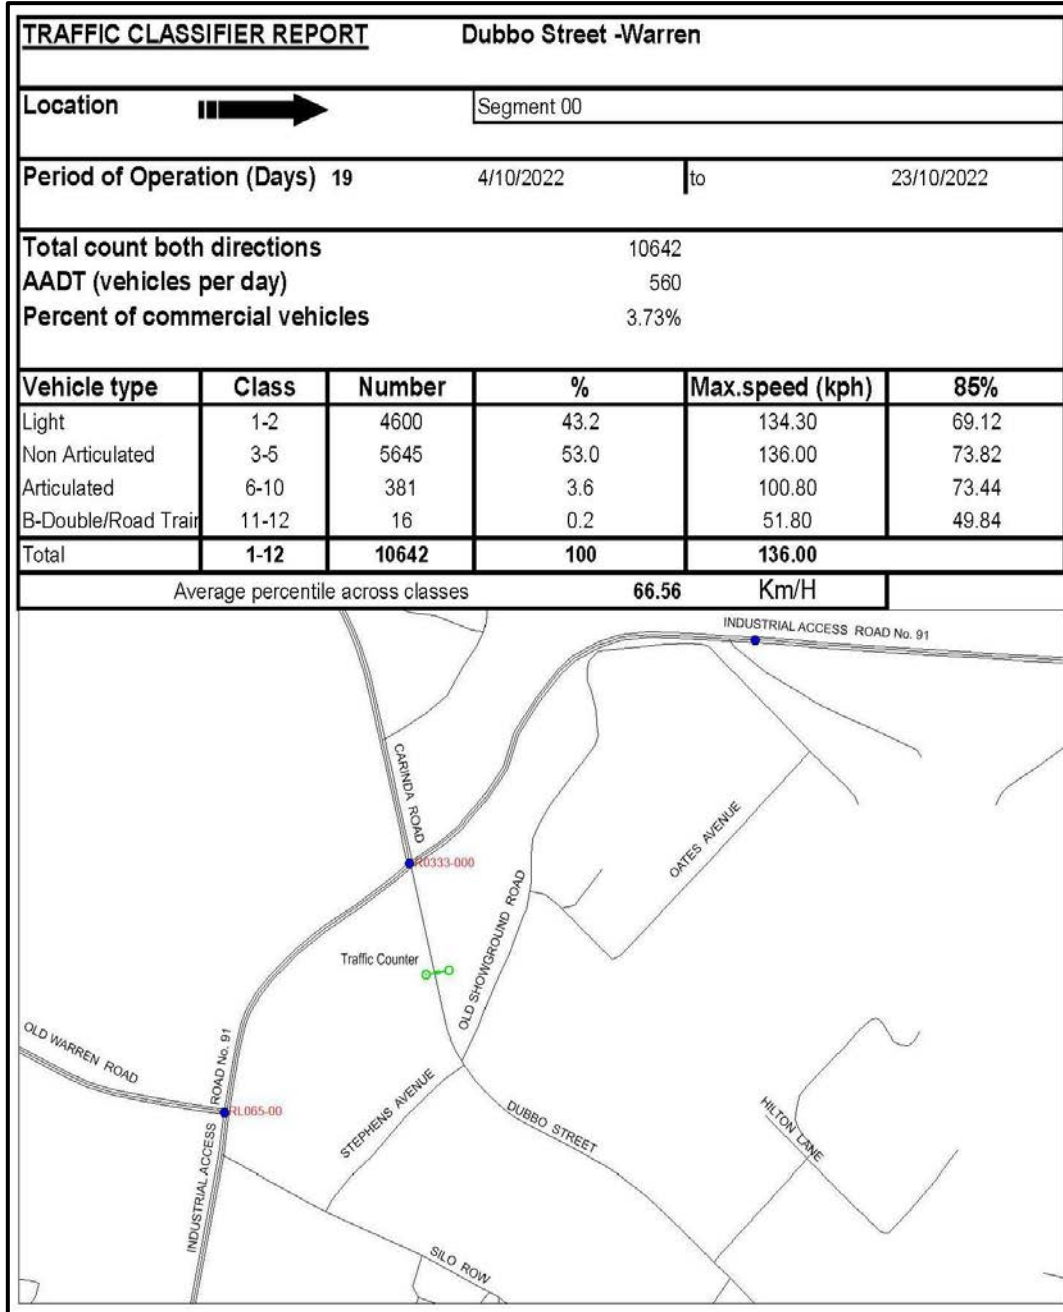 TRAFFIC CLASSIFIER REPORT Dubbo Street -Warren
Location Segment 00
Period of Operation (Days) 19 4/10/2022 to 23/10/2022
Total count both directions 10642
AADT (vehicles per day) 560
Percent of commercial vehicles 3.73%
Vehicle type Class Number % Max.speed (kph) 85%
Light 1-2 4600 43.2 134.30 69.12
Non Articulated 3-5 5645 53.0 136.00 73.82
Articulated 6-10 381 3.6 100.80 73.44
B-Double/Road Train 11-12 16 0.2 51.80 49.84
Total 1-12 10642 100 136.00
Average percentile across classes 66.56 Km/H
INDUSTRIAL ACCESS ROAD No. 91
CARINDA ROAD
R0333-000
OATES AVENUE
OLD SHOWGROUND ROAD
Traffic Counter
OLD WARREN ROAD
INDUSTRIAL ACCESS ROAD No. 91
RL065-00
STEPHENS AVENUE
DUBBO STREET
HILTON LANE
SILO ROW